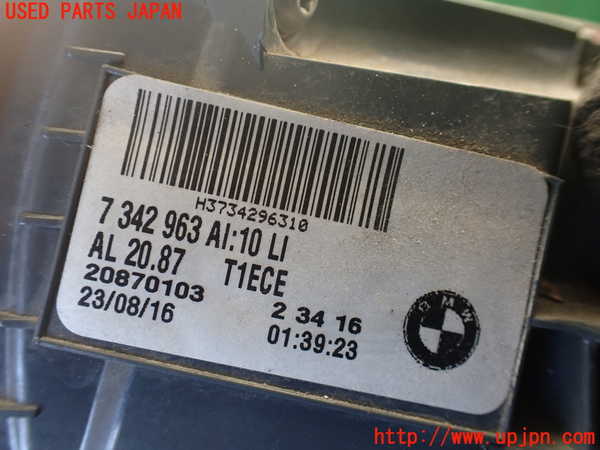 USED PARTS JAPAN
H3734296310
7 342 963 AI:10 LI
AL 20.87 T1ECE
20870103 2 34 16
23/08/16 01:39:23
BMW
http://www.upjpn.com/